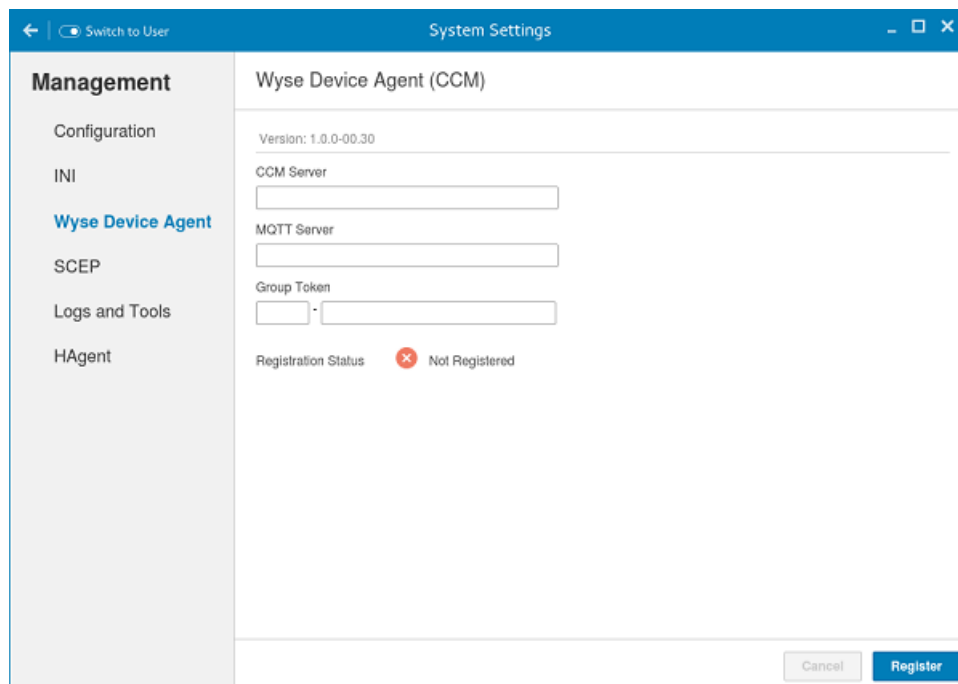 Switch to User
System Settings
Management
Configuration
INI
Wyse Device Agent
SCEP
Logs and Tools
HAgent
Wyse Device Agent (CCM)
Version: 1.0.0-00.30
CCM Server
MQTT Server
Group Token
-
Registration Status Not Registered
Cancel Register